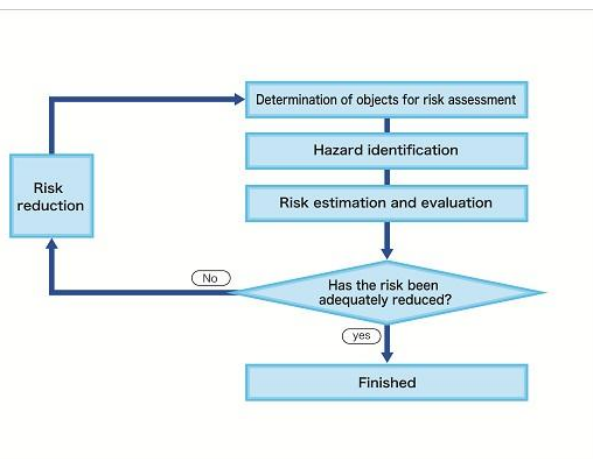 Determination of objects for risk assessment
Hazard identification
Risk
reduction
Risk estimation and evaluation
No
Has the risk been
adequately reduced?
yes
Finished